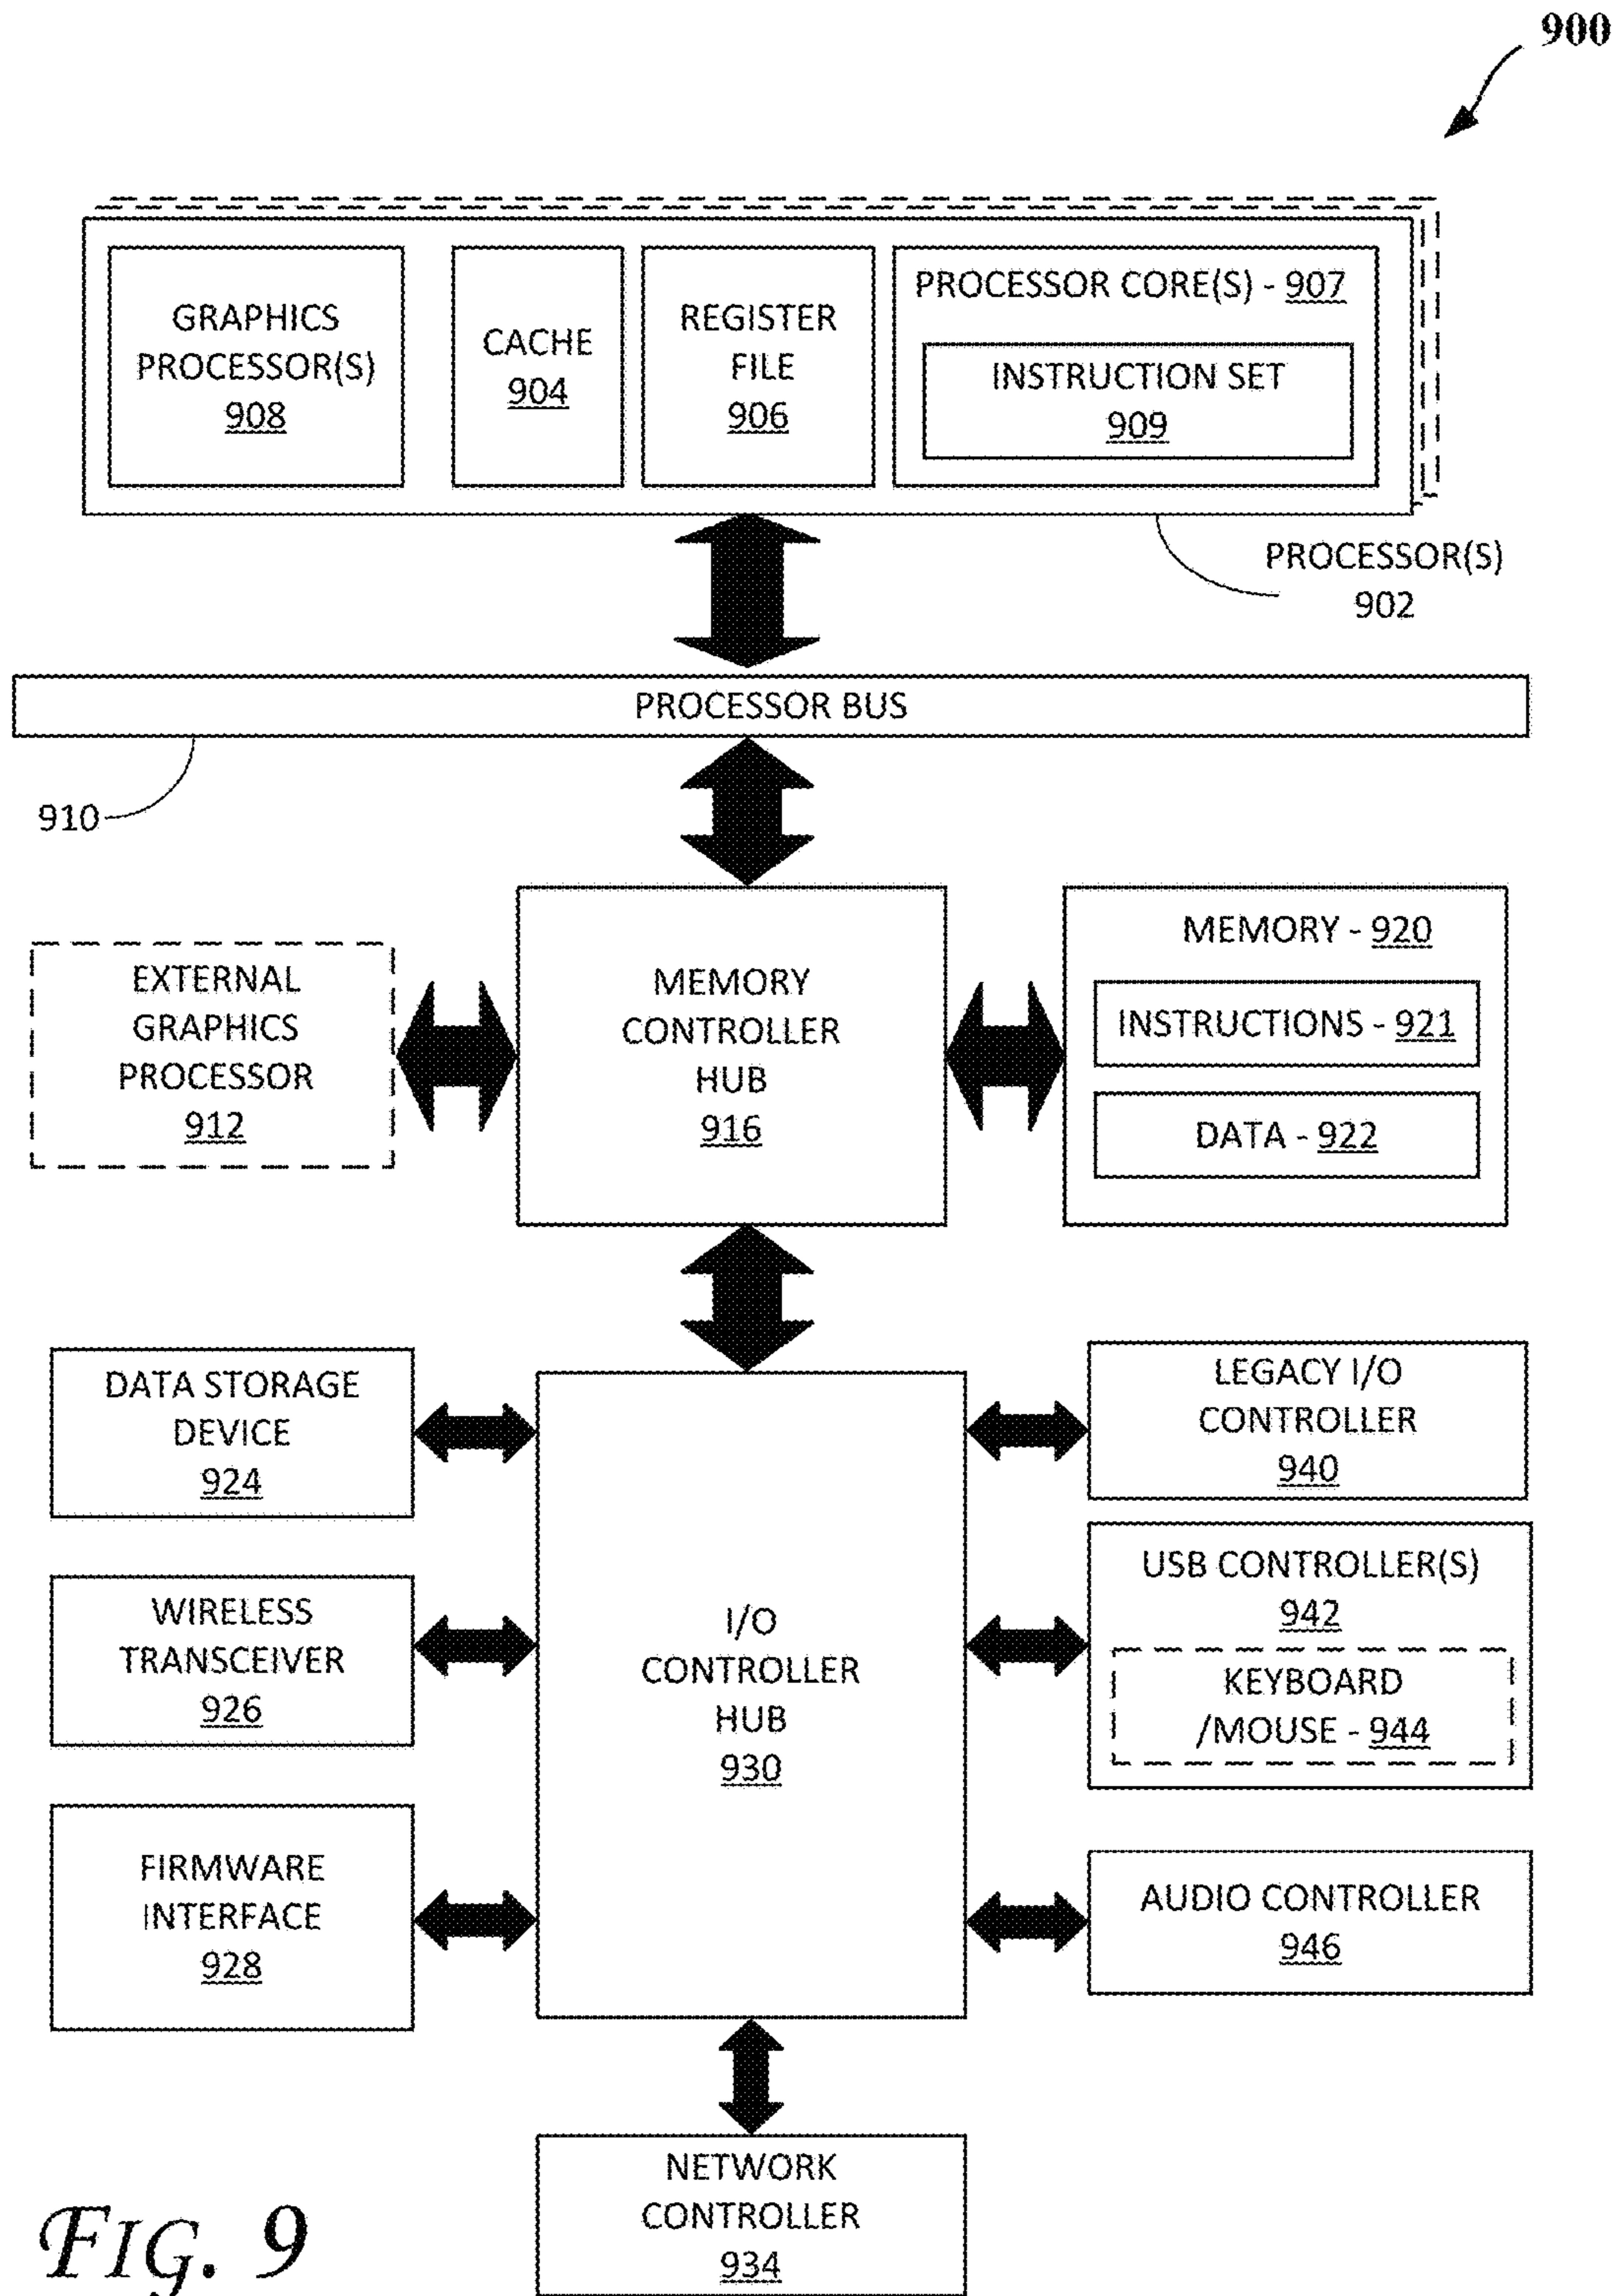 900
GRAPHICS
PROCESSOR(S)
908
CACHE
904
REGISTER
FILE
906
PROCESSOR CORE(S) - 907
INSTRUCTION SET
909
PROCESSOR(S)
902
PROCESSOR BUS
910
EXTERNAL
GRAPHICS
PROCESSOR
912
MEMORY
CONTROLLER
HUB
916
MEMORY - 920
INSTRUCTIONS - 921
DATA - 922
DATA STORAGE
DEVICE
924
WIRELESS
TRANSCEIVER
926
FIRMWARE
INTERFACE
928
I/O
CONTROLLER
HUB
930
LEGACY I/O
CONTROLLER
940
USB CONTROLLER(S)
942
KEYBOARD
/MOUSE - 944
AUDIO CONTROLLER
946
NETWORK
CONTROLLER
934
FIG. 9